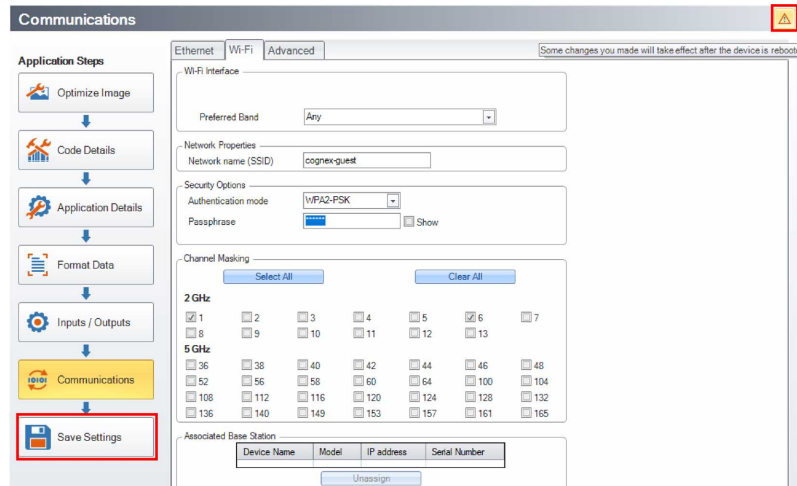 Communications
Application Steps
Optimize Image
Code Details
Application Details
Format Data
Inputs / Outputs
Communications
Save Settings
Ethernet Wi-Fi Advanced
Some changes you made will take effect after the device is reboote
Wi-Fi Interface
Preferred Band Any
Network Properties
Network name (SSID) cognex-guest
Security Options
Authentication mode WPA2-PSK
Passphrase Show
Channel Masking
Select All Clear All
2 GHz
1 2 3 4 5 6 7
8 9 10 11 12 13
5 GHz
36 38 40 42 44 46 48
52 56 58 60 64 100 104
108 112 116 120 124 128 132
136 140 149 153 157 161 165
Associated Base Station
Device Name Model IP address Serial Number
Unassign